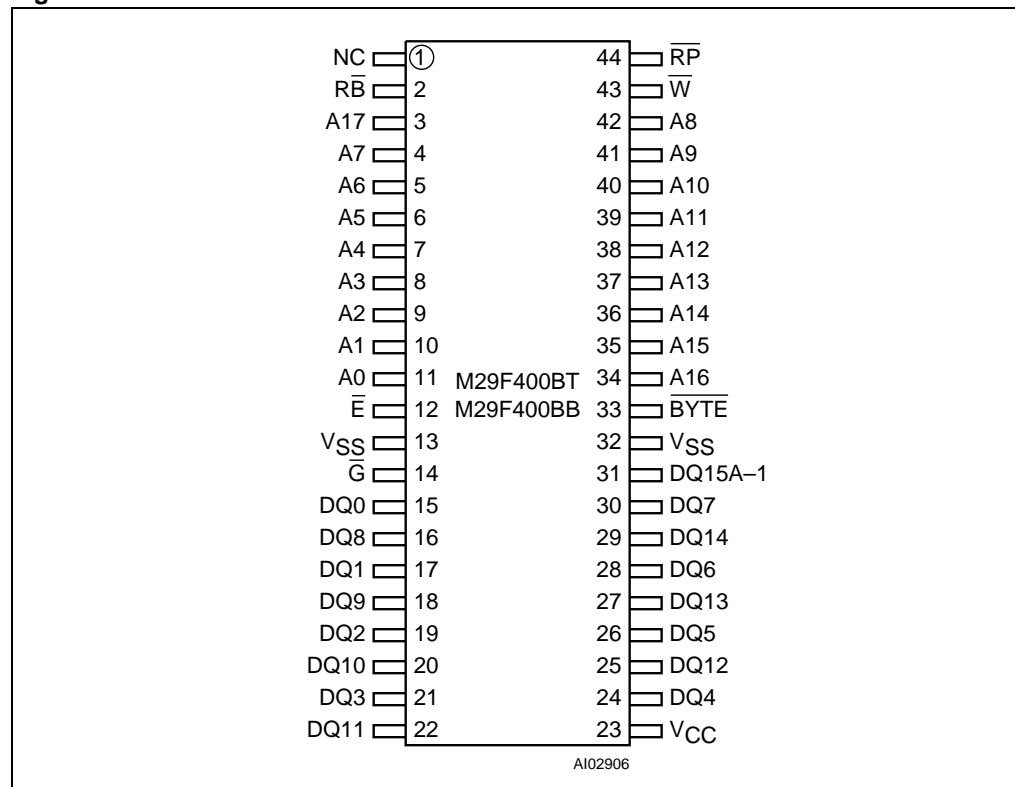 NC 1 44 R̅P̅
RB̅ 2 43 W̅
A17 3 42 A8
A7 4 41 A9
A6 5 40 A10
A5 6 39 A11
A4 7 38 A12
A3 8 37 A13
A2 9 36 A14
A1 10 35 A15
A0 11 M29F400BT 34 A16
E̅ 12 M29F400BB 33 B̅Y̅T̅E̅
VSS 13 32 VSS
G̅ 14 31 DQ15A–1
DQ0 15 30 DQ7
DQ8 16 29 DQ14
DQ1 17 28 DQ6
DQ9 18 27 DQ13
DQ2 19 26 DQ5
DQ10 20 25 DQ12
DQ3 21 24 DQ4
DQ11 22 23 VCC
AI02906